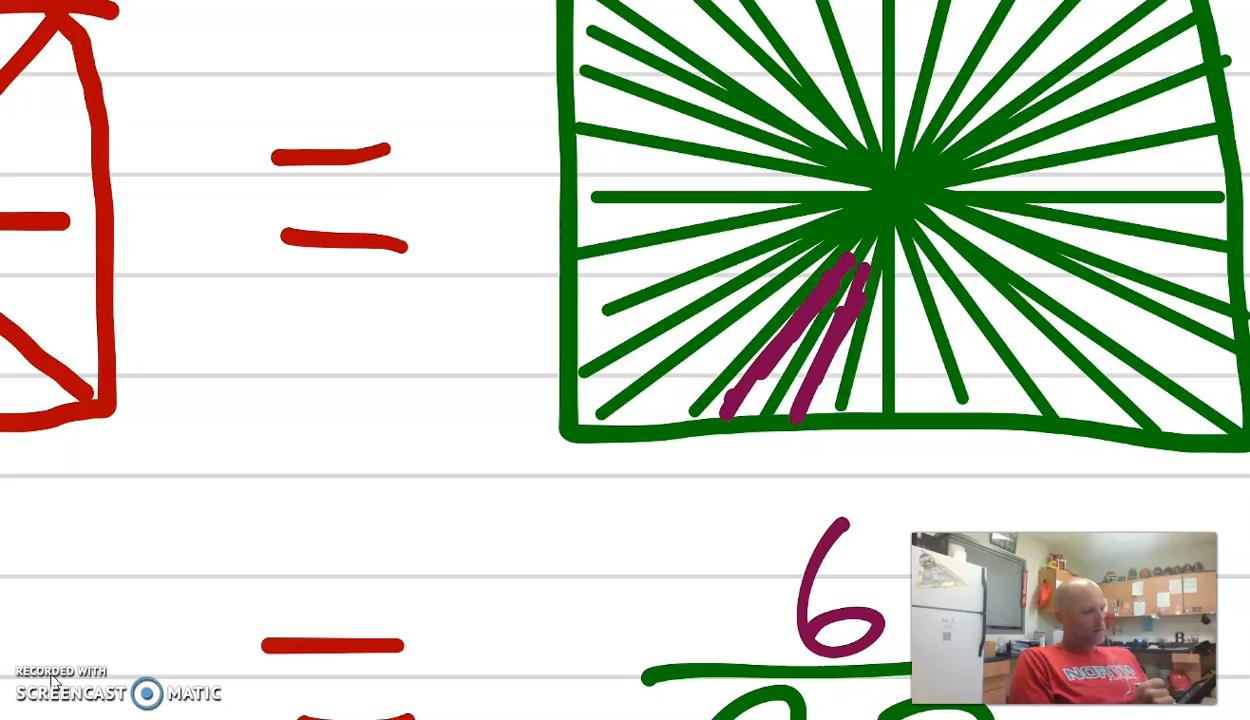 =
6
=
RECORDED WITH
SCREENCAST MATIC
NORTH